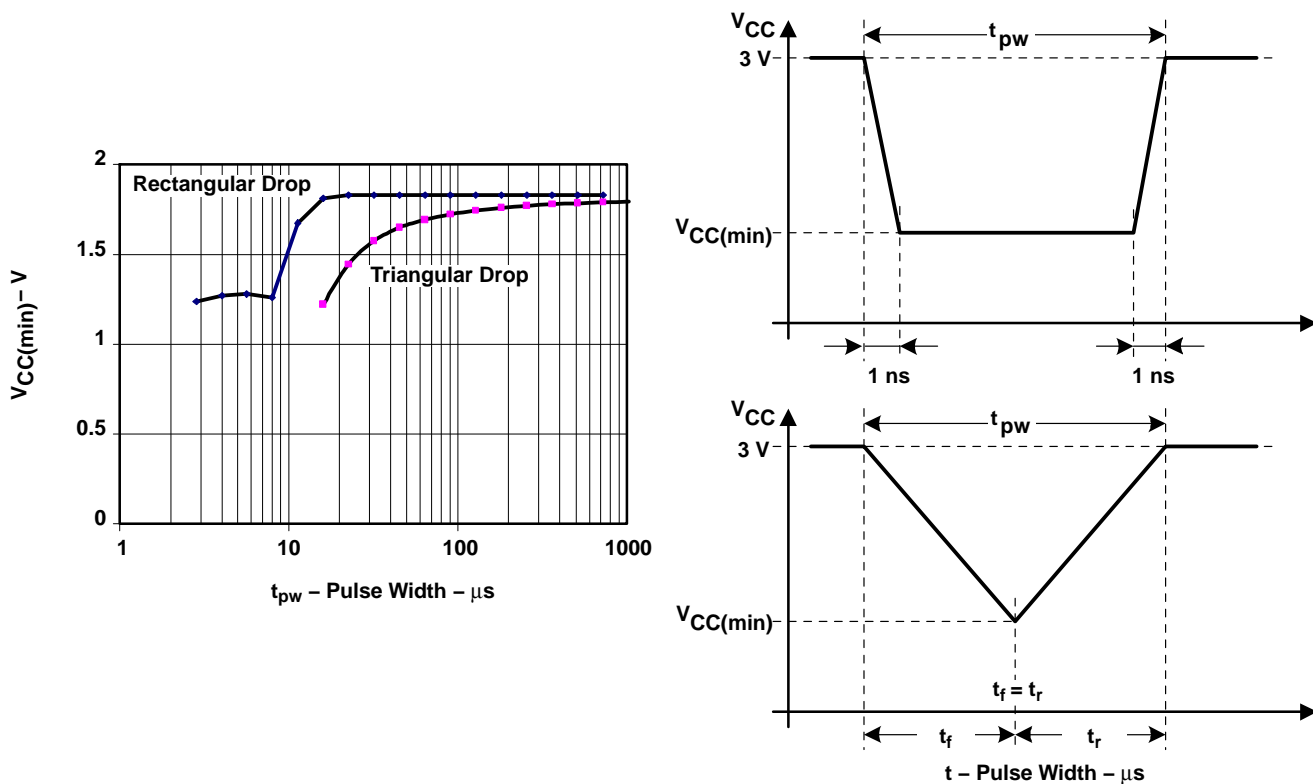 2
Rectangular Drop
1.5
Triangular Drop
1
0.5
0
VCC(min) – V
1
10
100
1000
tpw – Pulse Width – μs
VCC
tpw
3 V
VCC(min)
1 ns
1 ns
VCC
tpw
3 V
VCC(min)
tf = tr
tf
tr
t – Pulse Width – μs